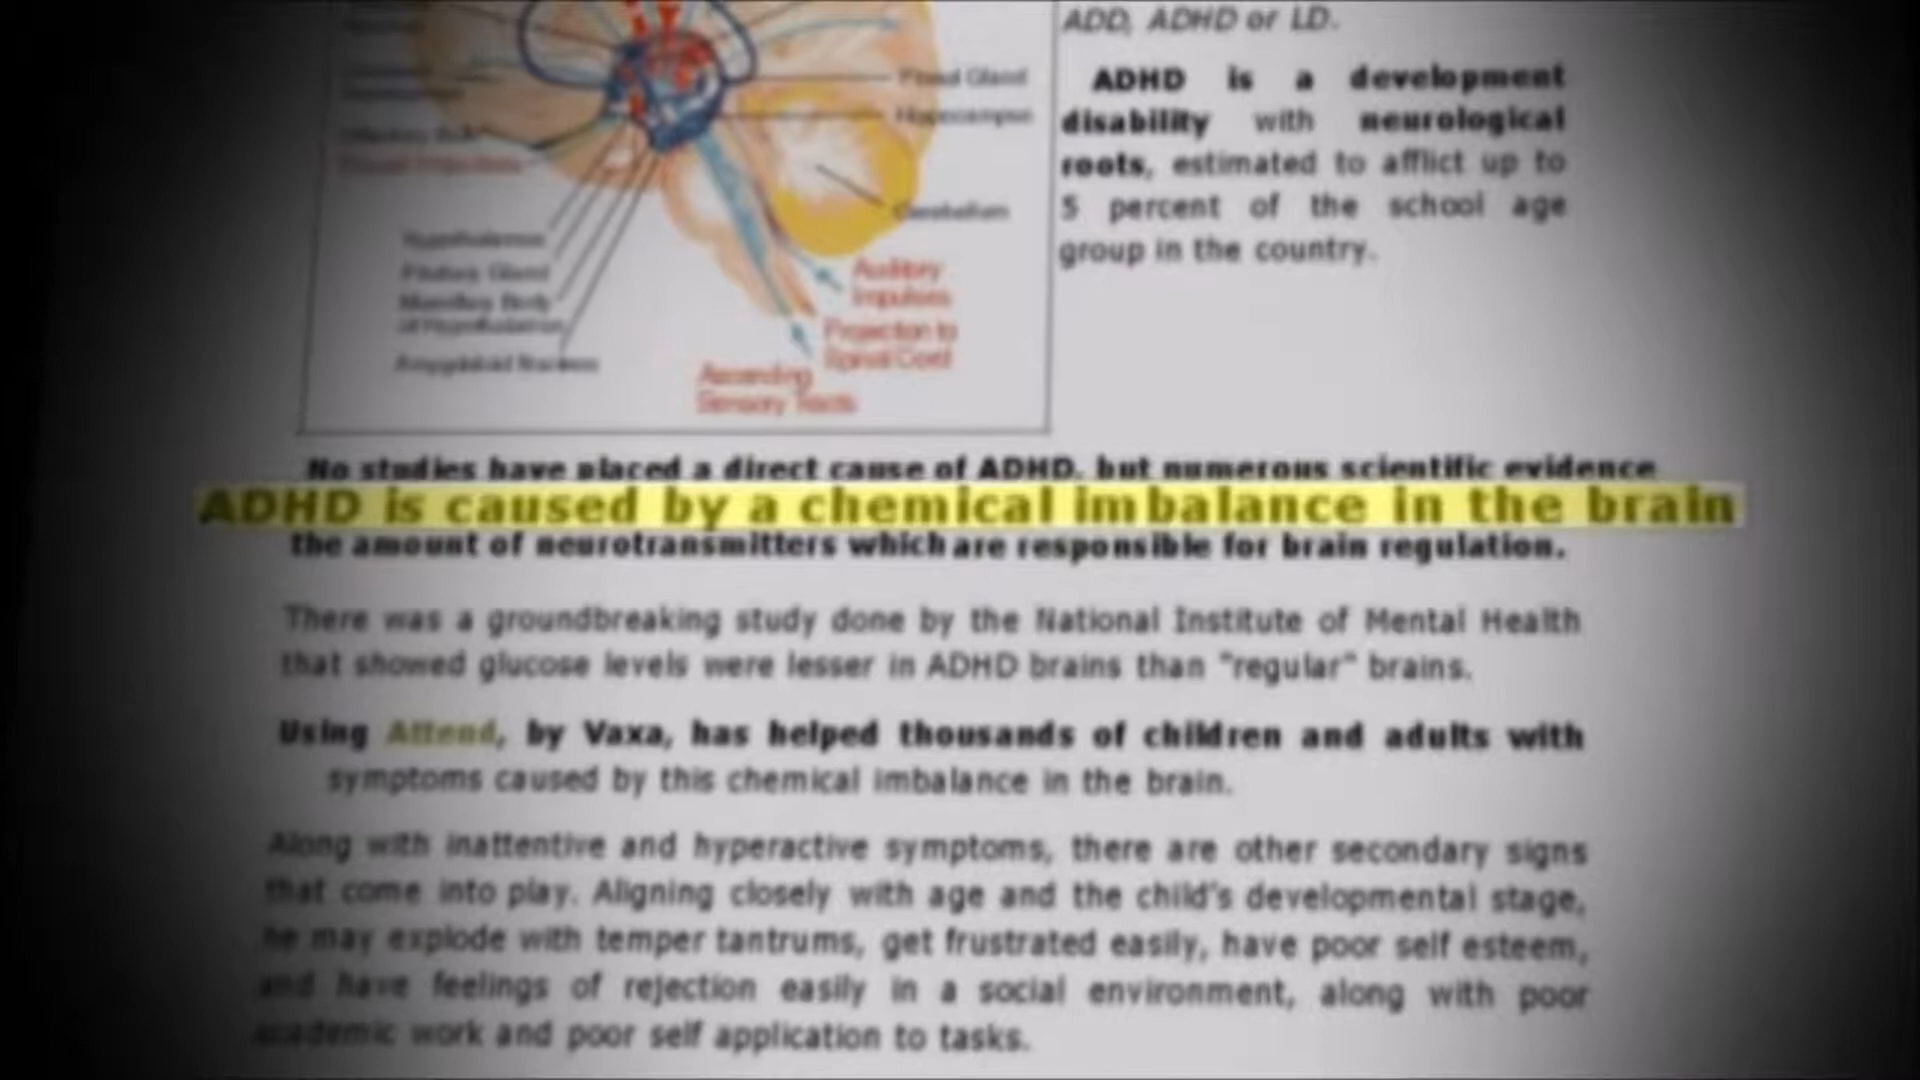 ADD, ADHD or LD.
ADHD is a development
disability with neurological
roots, estimated to afflict up to
5 percent of the school age
group in the country.
Hippocampus
Cerebellum
Hypothalamus
Pituitary Gland
Auditory
Impulses
Projection to
Spinal Cord
Ascending
Sensory Tracts
No studies have placed a direct cause of ADHD, but numerous scientific evidence
ADHD is caused by a chemical imbalance in the brain
the amount of neurotransmitters which are responsible for brain regulation.
There was a groundbreaking study done by the National Institute of Mental Health
that showed glucose levels were lesser in ADHD brains than "regular" brains.
Using Attend, by Vaxa, has helped thousands of children and adults with
symptoms caused by this chemical imbalance in the brain.
Along with inattentive and hyperactive symptoms, there are other secondary signs
that come into play. Aligning closely with age and the child's developmental stage,
he may explode with temper tantrums, get frustrated easily, have poor self esteem,
and have feelings of rejection easily in a social environment, along with poor
academic work and poor self application to tasks.